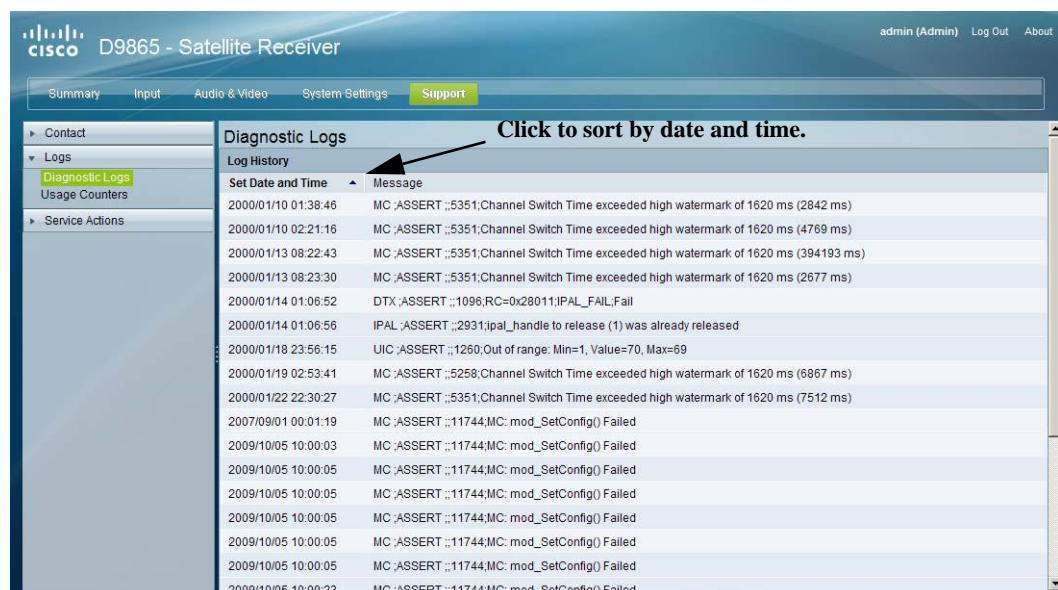 cisco D9865 - Satellite Receiver
admin (Admin) Log Out About
Summary Input Audio & Video System Settings Support
Contact
Logs
Diagnostic Logs
Usage Counters
Service Actions
Diagnostic Logs
Click to sort by date and time.
Log History
Set Date and Time Message
2000/01/10 01:38:46 MC ;ASSERT ;;5351;Channel Switch Time exceeded high watermark of 1620 ms (2842 ms)
2000/01/10 02:21:16 MC ;ASSERT ;;5351;Channel Switch Time exceeded high watermark of 1620 ms (4769 ms)
2000/01/13 08:22:43 MC ;ASSERT ;;5351;Channel Switch Time exceeded high watermark of 1620 ms (394193 ms)
2000/01/13 08:23:30 MC ;ASSERT ;;5351;Channel Switch Time exceeded high watermark of 1620 ms (2677 ms)
2000/01/14 01:06:52 DTX ;ASSERT ;;1096;RC=0x28011;IPAL_FAIL;Fail
2000/01/14 01:06:56 IPAL ;ASSERT ;;2931;ipal_handle to release (1) was already released
2000/01/18 23:56:15 UIC ;ASSERT ;;1260;Out of range: Min=1, Value=70, Max=69
2000/01/19 02:53:41 MC ;ASSERT ;;5258;Channel Switch Time exceeded high watermark of 1620 ms (6867 ms)
2000/01/22 22:30:27 MC ;ASSERT ;;5351;Channel Switch Time exceeded high watermark of 1620 ms (7512 ms)
2007/09/01 00:01:19 MC ;ASSERT ;;11744;MC: mod_SetConfig() Failed
2009/10/05 10:00:03 MC ;ASSERT ;;11744;MC: mod_SetConfig() Failed
2009/10/05 10:00:05 MC ;ASSERT ;;11744;MC: mod_SetConfig() Failed
2009/10/05 10:00:05 MC ;ASSERT ;;11744;MC: mod_SetConfig() Failed
2009/10/05 10:00:05 MC ;ASSERT ;;11744;MC: mod_SetConfig() Failed
2009/10/05 10:00:05 MC ;ASSERT ;;11744;MC: mod_SetConfig() Failed
2009/10/05 10:00:05 MC ;ASSERT ;;11744;MC: mod_SetConfig() Failed
2009/10/05 10:00:23 MC ;ASSERT ;;11744;MC: mod_SetConfig() Failed